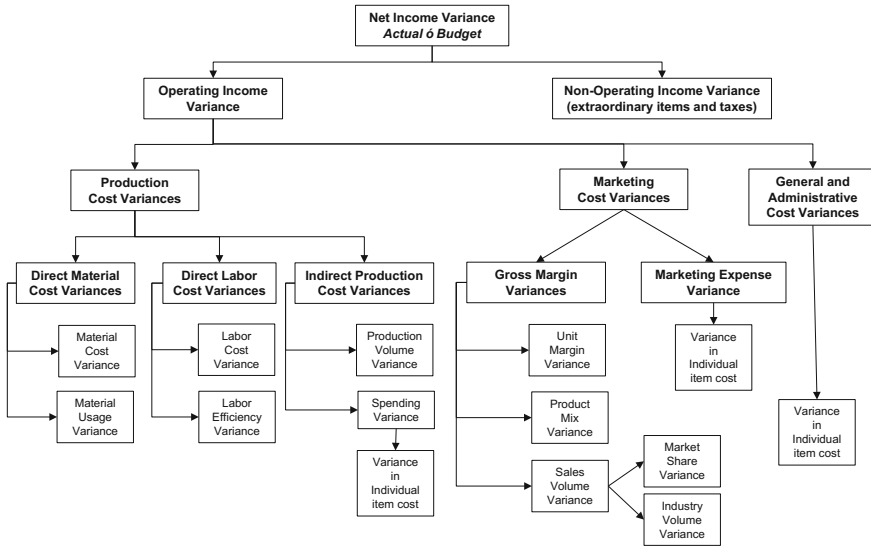 Net Income Variance
Actual ó Budget
Operating Income
Variance
Non-Operating Income Variance
(extraordinary items and taxes)
Production
Cost Variances
Marketing
Cost Variances
General and
Administrative
Cost Variances
Direct Material
Cost Variances
Direct Labor
Cost Variances
Indirect Production
Cost Variances
Gross Margin
Variances
Marketing Expense
Variance
Material
Cost
Variance
Labor
Cost
Variance
Production
Volume
Variance
Unit
Margin
Variance
Variance
in
Individual
item cost
Material
Usage
Variance
Labor
Efficiency
Variance
Spending
Variance
Product
Mix
Variance
Variance
in
Individual
item cost
Variance
in
Individual
item cost
Sales
Volume
Variance
Market
Share
Variance
Industry
Volume
Variance